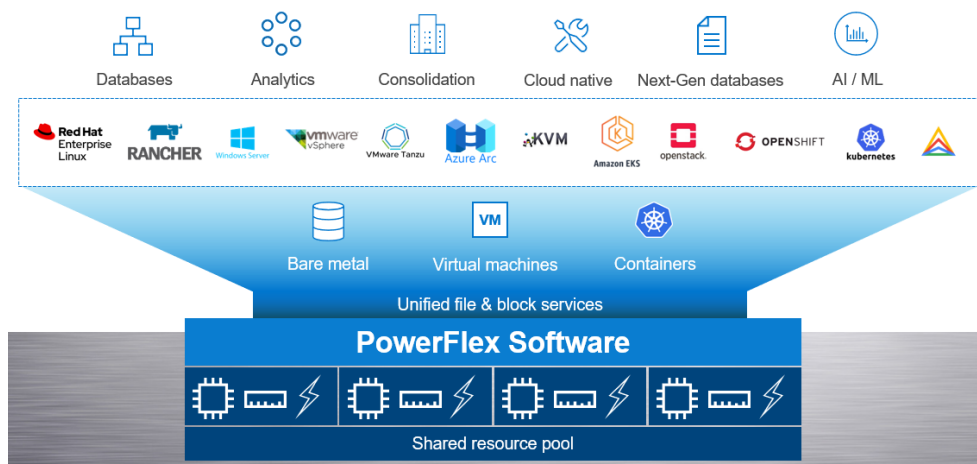 Databases
Analytics
Consolidation
Cloud native
Next-Gen databases
AI / ML
Red Hat
Enterprise
Linux
RANCHER
Windows Server
vmware
vSphere
VMware Tanzu
Azure Arc
KVM
K
Amazon EKS
openstack.
OPENSHIFT
kubernetes
VM
Bare metal
Virtual machines
Containers
Unified file & block services
PowerFlex Software
Shared resource pool